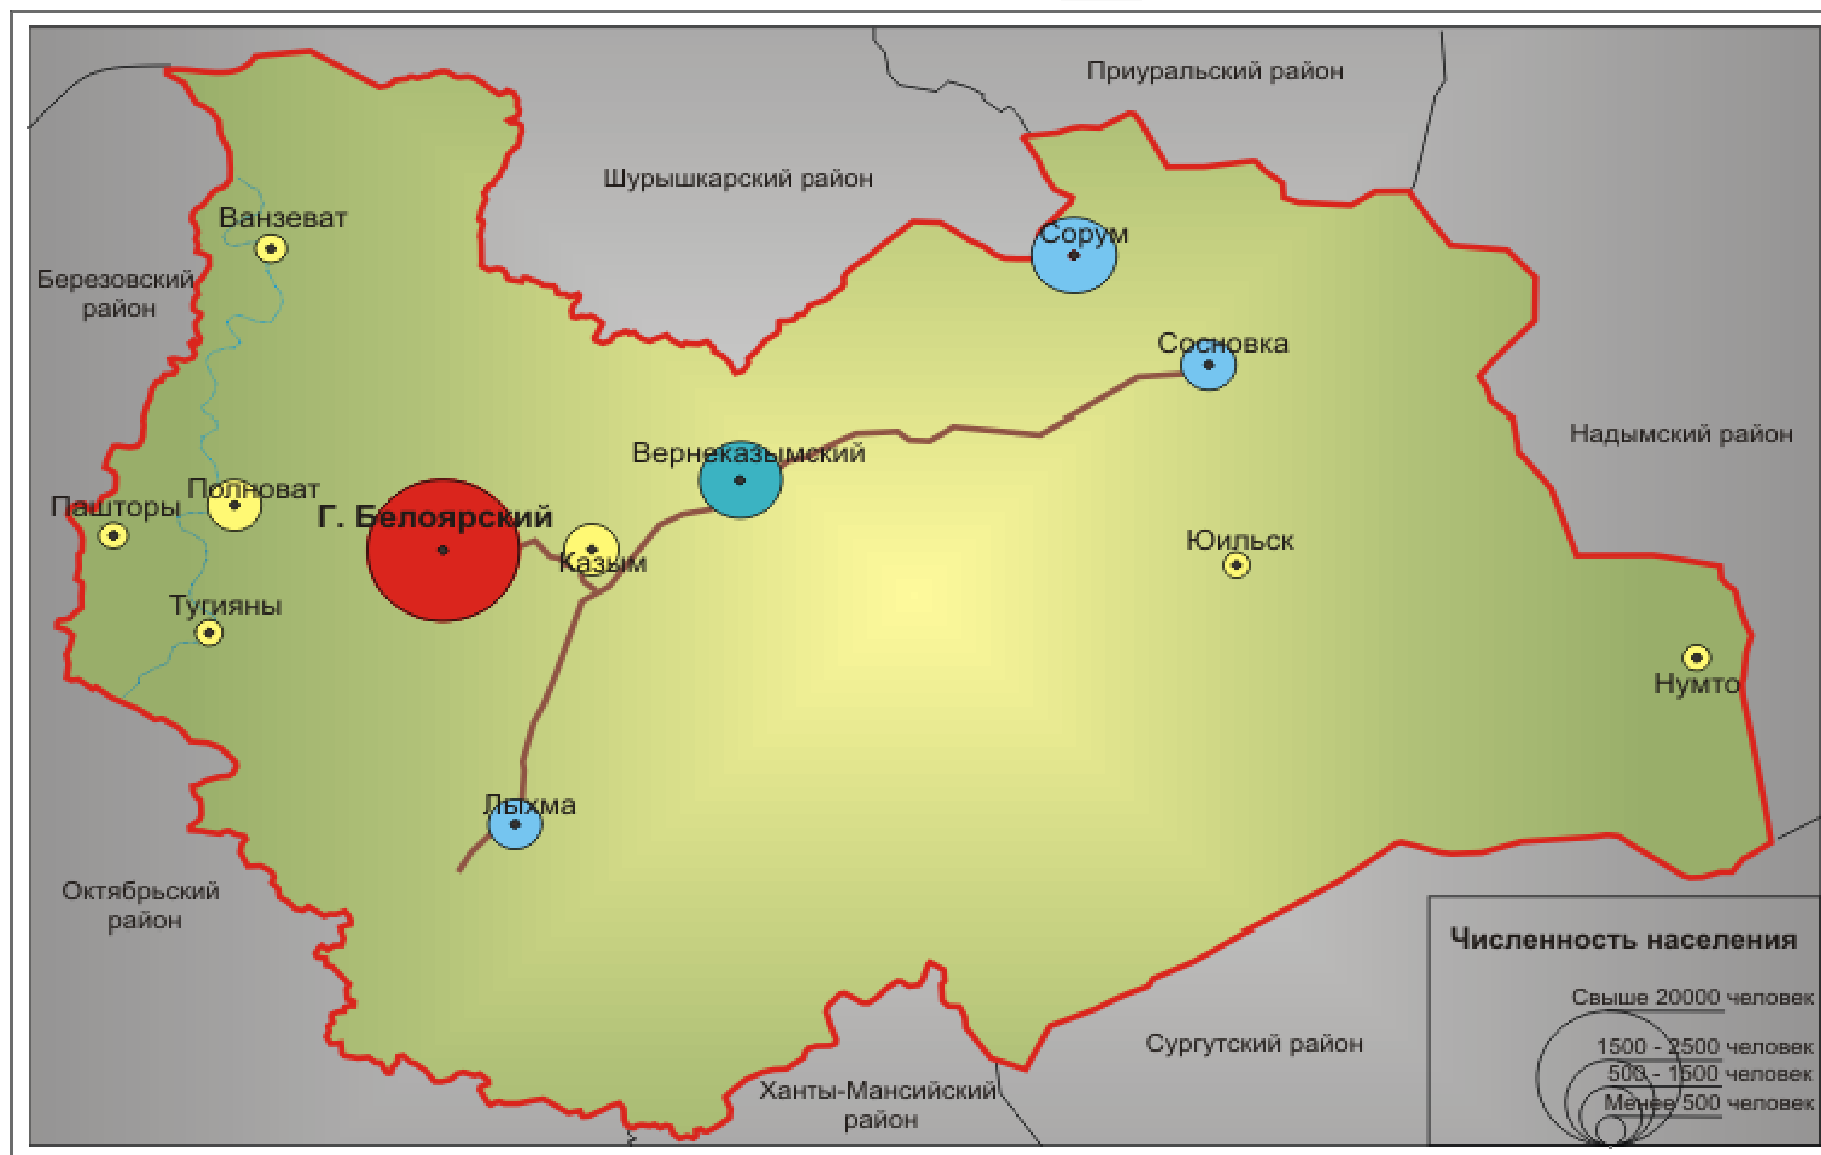 Приуральский район
Шурышкарский район
Ванзеват
Сорум
Березовский
район
Сосновка
Надымский район
Вернеказымский
Полноват
Пашторы
Г. Белоярский
Юильск
Казым
Тугияны
Нумто
Лыхма
Октябрьский
район
Численность населения
Свыше 20000 человек
1500 - 2500 человек
500 - 1500 человек
Менее 500 человек
Сургутский район
Ханты-Мансийский
район